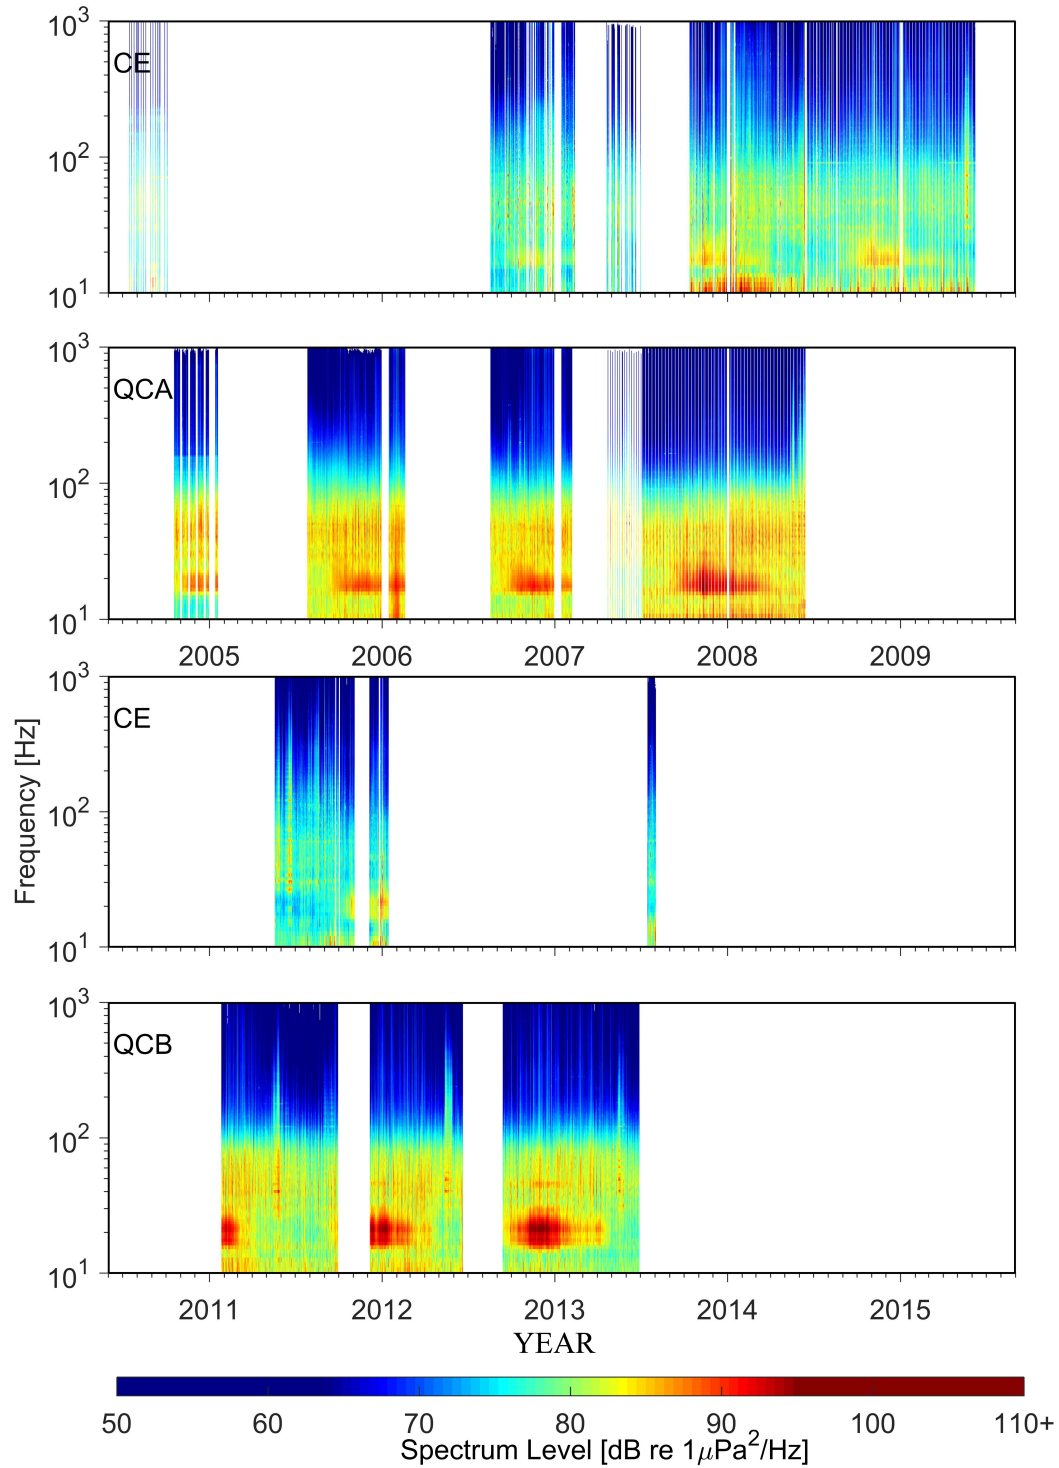 10³
CE
10²
10¹
10³
QCA
10²
10¹
2005 2006 2007 2008 2009
10³
CE
10²
10¹
Frequency [Hz]
10³
QCB
10²
10¹
2011 2012 2013 2014 2015
YEAR
50 60 70 80 90 100 110+
Spectrum Level [dB re 1μPa²/Hz]